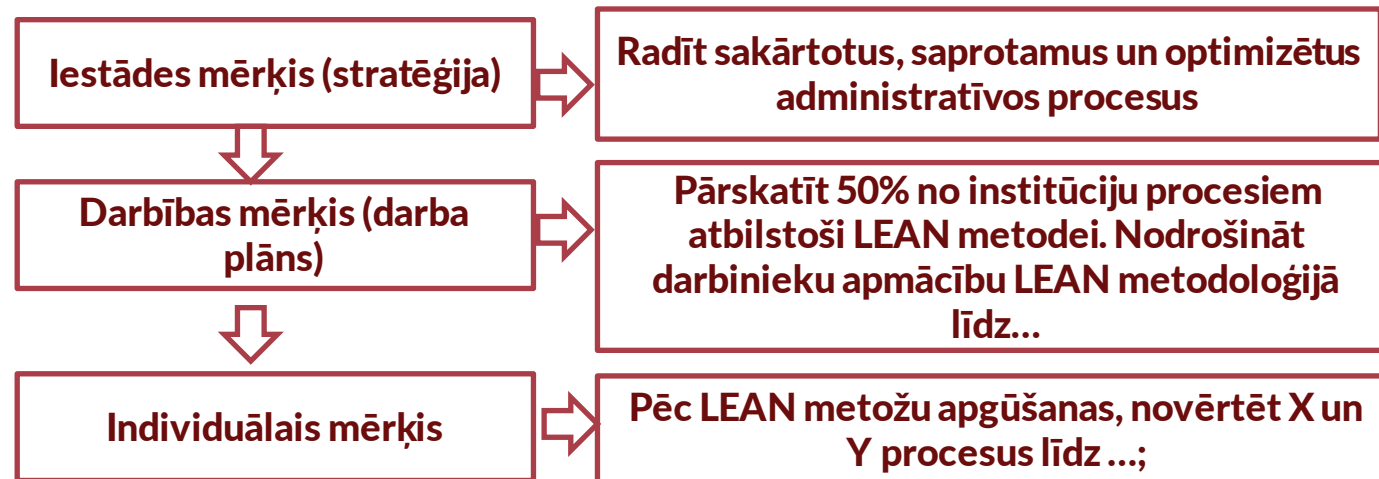 Iestādes mērķis (stratēģija)
Radīt sakārtotus, saprotamus un optimizētus
administratīvos procesus
Darbības mērķis (darba
plāns)
Pārskatīt 50% no institūciju procesiem
atbilstoši LEAN metodei. Nodrošināt
darbinieku apmācību LEAN metodoloģijā
līdz...
Individuālais mērķis
Pēc LEAN metožu apgūšanas, novērtēt X un
Y procesus līdz ...;